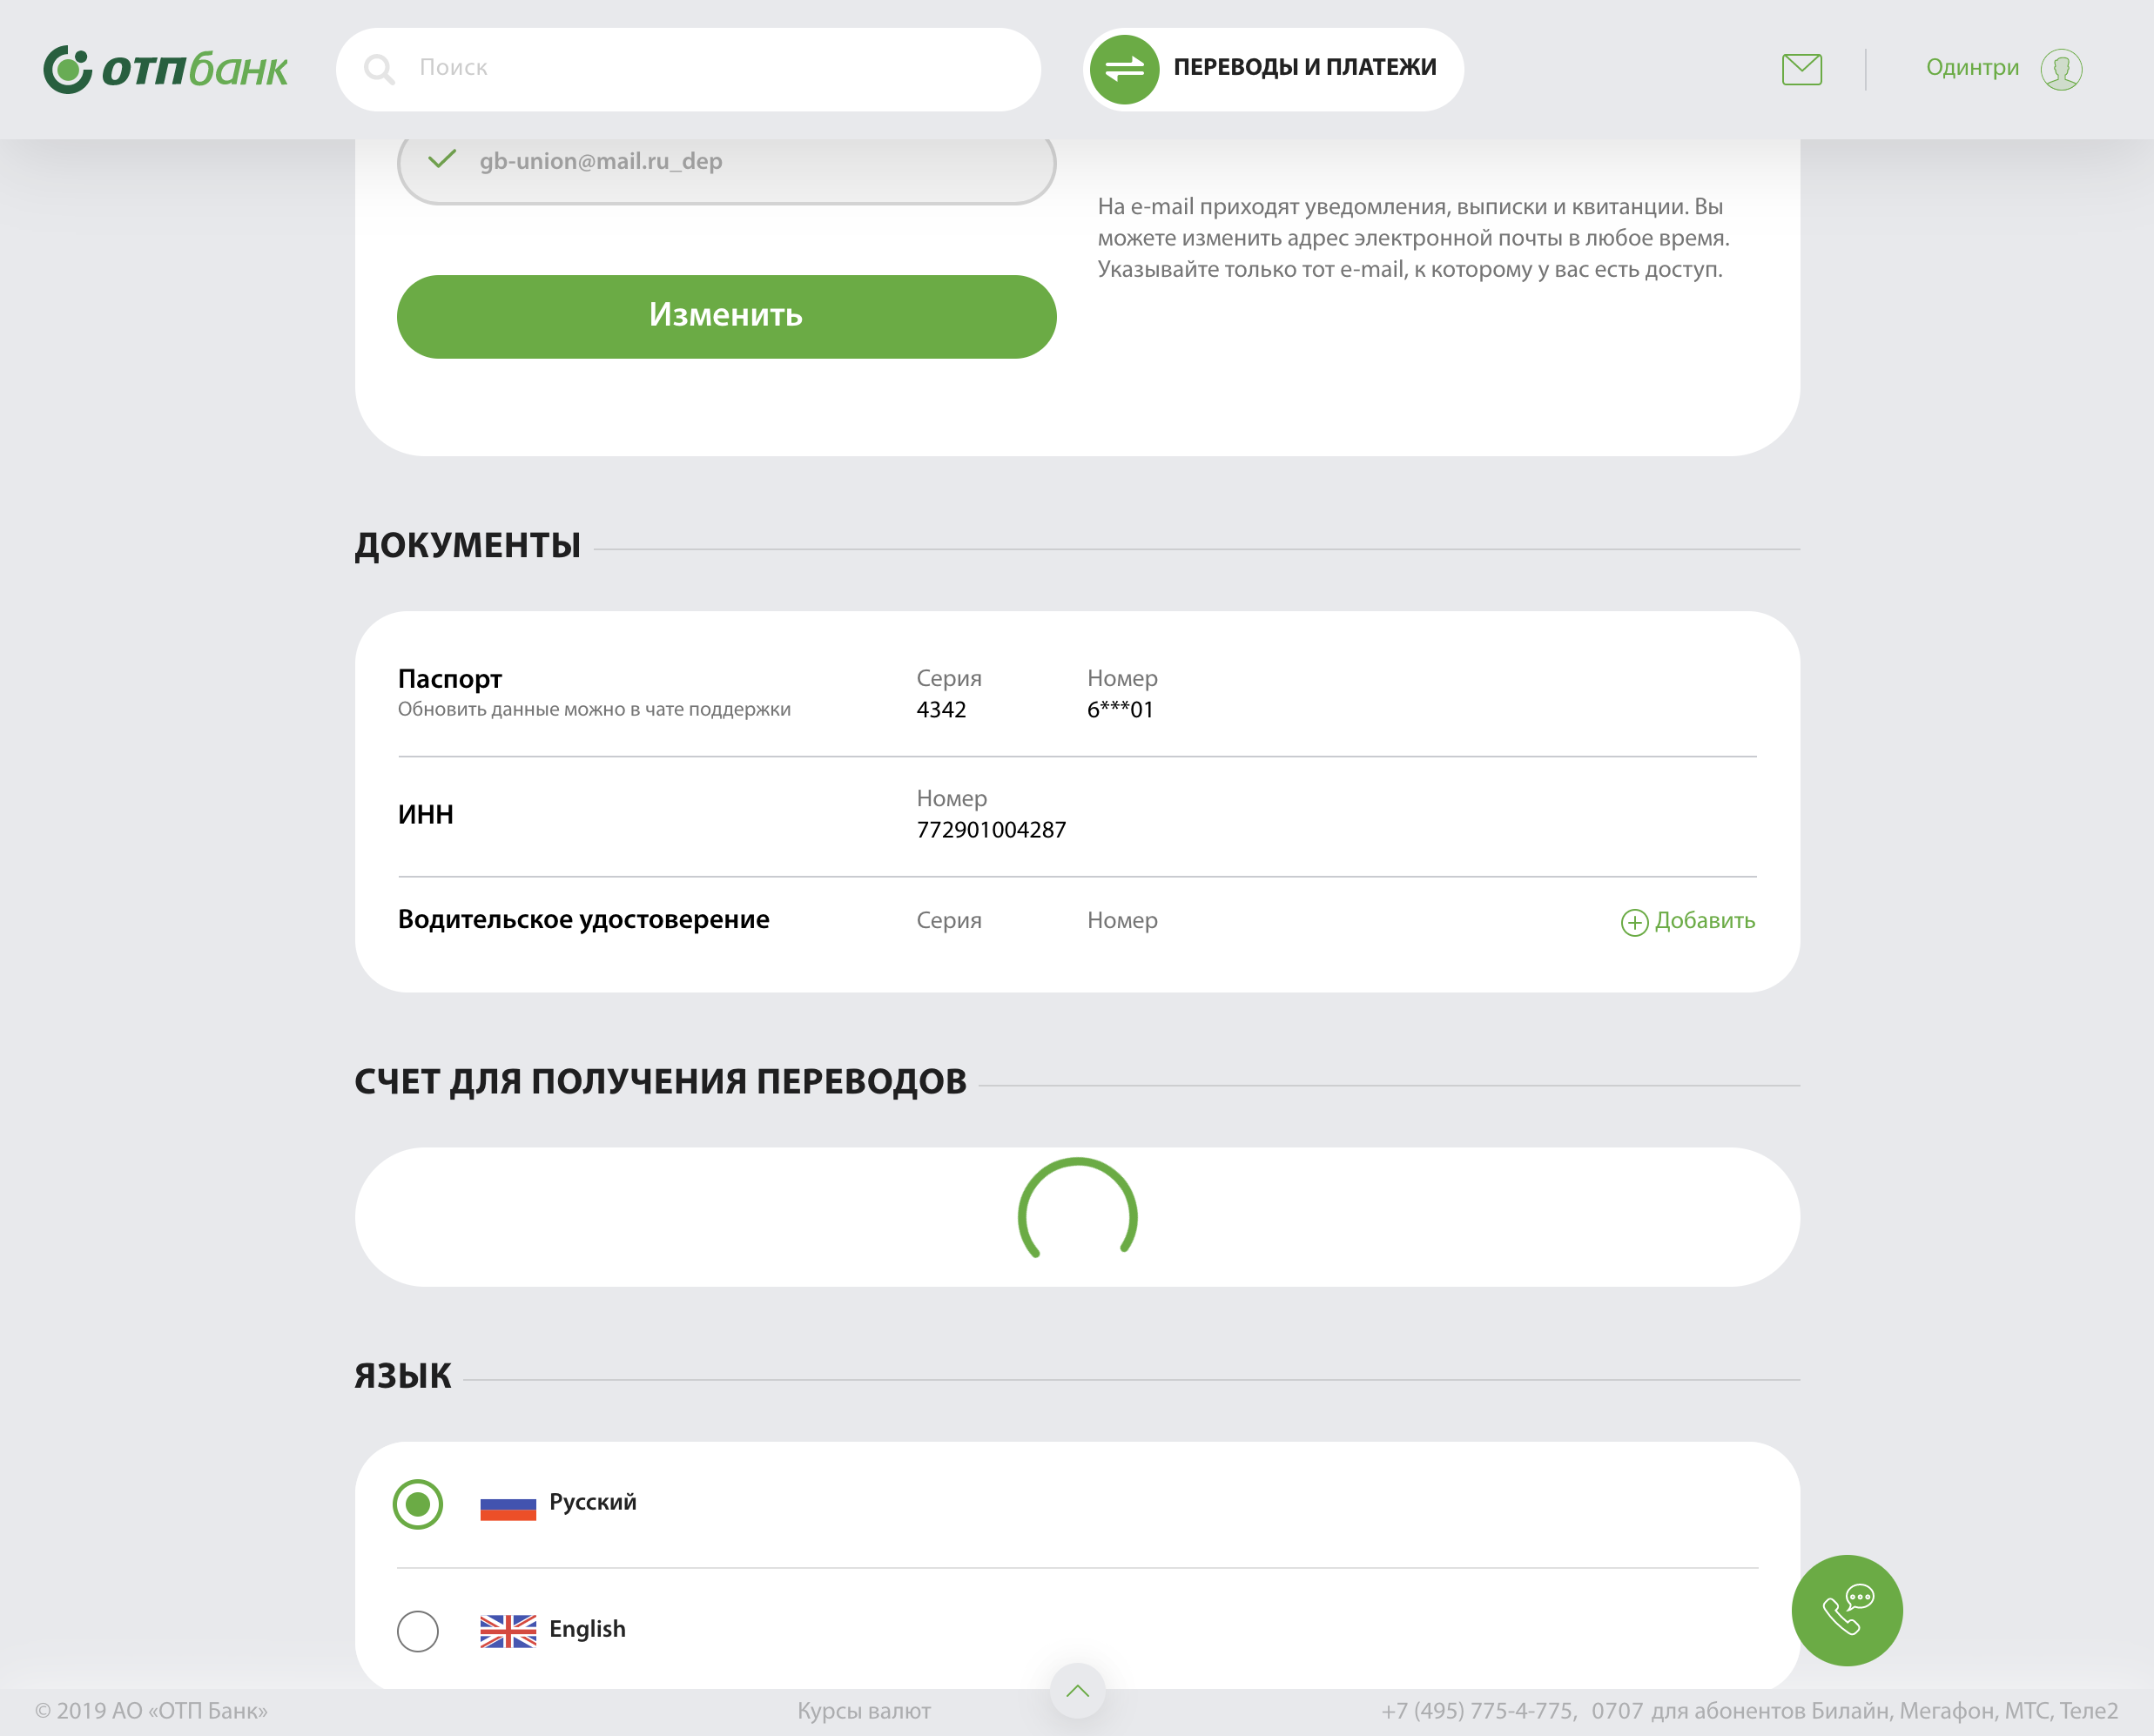 ОТПбанк
Поиск
ПЕРЕВОДЫ И ПЛАТЕЖИ
Одинтри
gb-union@mail.ru_dep
На e-mail приходят уведомления, выписки и квитанции. Вы
можете изменить адрес электронной почты в любое время.
Указывайте только тот e-mail, к которому у вас есть доступ.
Изменить
ДОКУМЕНТЫ
Паспорт
Обновить данные можно в чате поддержки
Серия
4342
Номер
6***01
ИНН
Номер
772901004287
Водительское удостоверение
Серия
Номер
Добавить
СЧЕТ ДЛЯ ПОЛУЧЕНИЯ ПЕРЕВОДОВ
ЯЗЫК
Русский
English
© 2019 АО «ОТП Банк»
Курсы валют
+7 (495) 775-4-775, 0707 для абонентов Билайн, Мегафон, МТС, Теле2